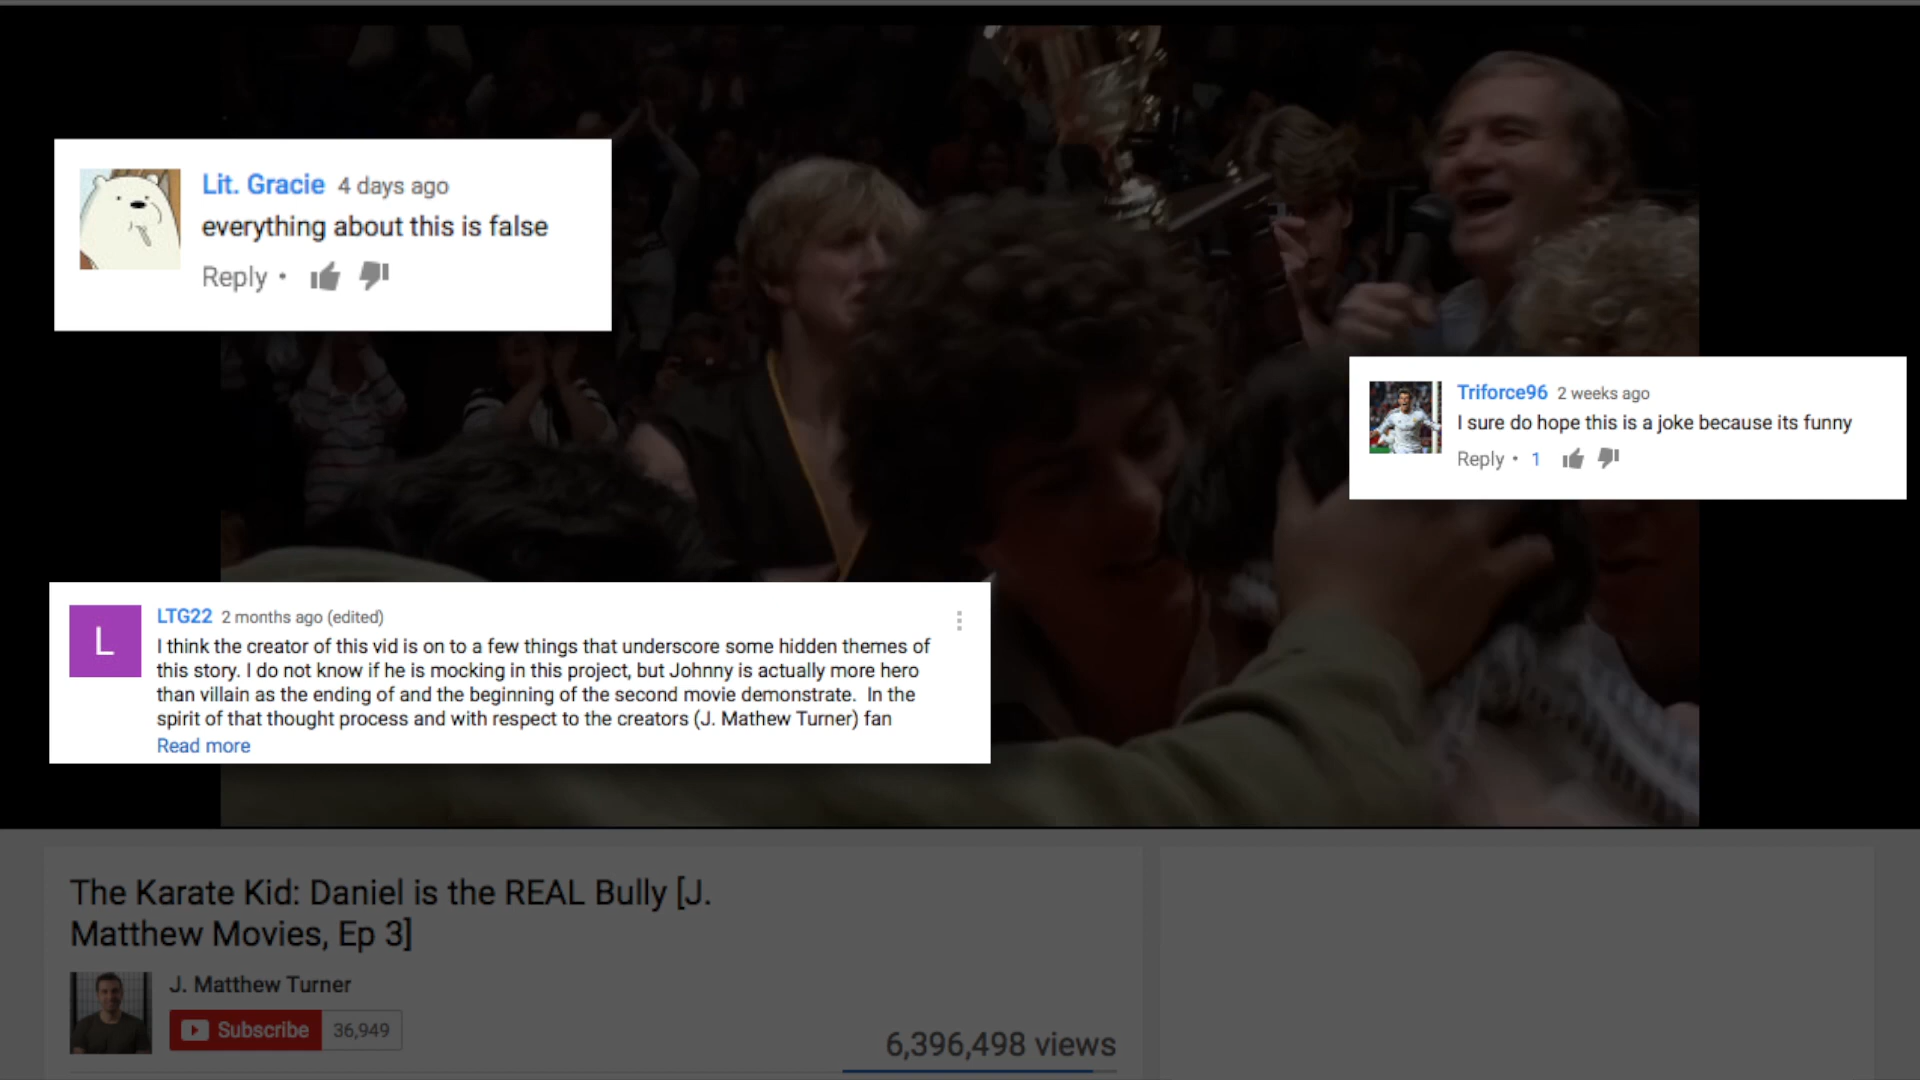 Lit. Gracie 4 days ago
everything about this is false
Reply •
Triforce96 2 weeks ago
I sure do hope this is a joke because its funny
Reply • 1
L
LTG22 2 months ago (edited)
I think the creator of this vid is on to a few things that underscore some hidden themes of
this story. I do not know if he is mocking in this project, but Johnny is actually more hero
than villain as the ending of and the beginning of the second movie demonstrate. In the
spirit of that thought process and with respect to the creators (J. Mathew Turner) fan
Read more
The Karate Kid: Daniel is the REAL Bully [J.
Matthew Movies, Ep 3]
J. Matthew Turner
Subscribe 36,949
6,396,498 views